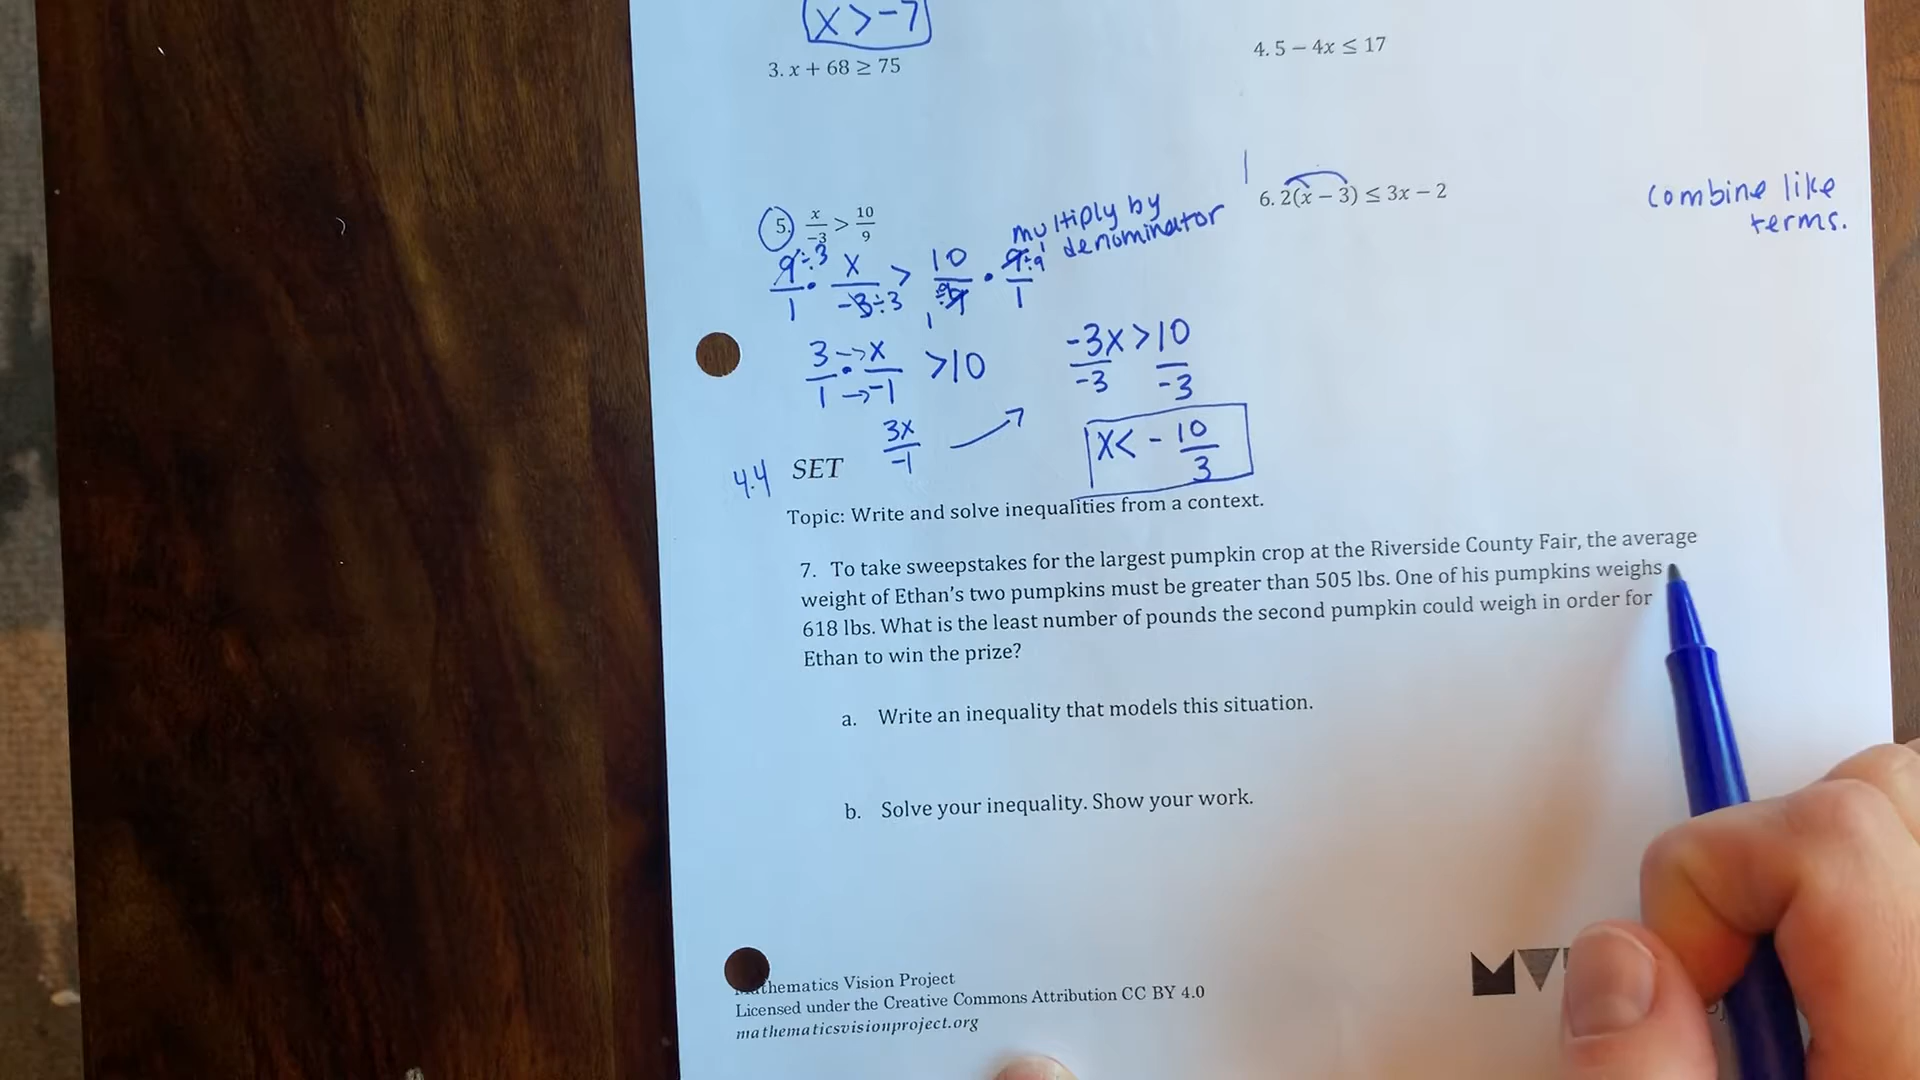 x > -7
3. x + 68 ≥ 75
4. 5 − 4x ≤ 17
5. x/-3 > 10/9
multiply by
denominator
6. 2(x − 3) ≤ 3x − 2
combine like
terms.
9÷3/1 • x/-3÷3 > 10/9÷9 • 9÷9/1
3/1 • x/-1 > 10
3x/-1
-3x > 10
-3 -3
x < - 10/3
4.4 SET
Topic: Write and solve inequalities from a context.
7. To take sweepstakes for the largest pumpkin crop at the Riverside County Fair, the average
weight of Ethan's two pumpkins must be greater than 505 lbs. One of his pumpkins weighs
618 lbs. What is the least number of pounds the second pumpkin could weigh in order for
Ethan to win the prize?
a. Write an inequality that models this situation.
b. Solve your inequality. Show your work.
Mathematics Vision Project
Licensed under the Creative Commons Attribution CC BY 4.0
mathematicsvisionproject.org